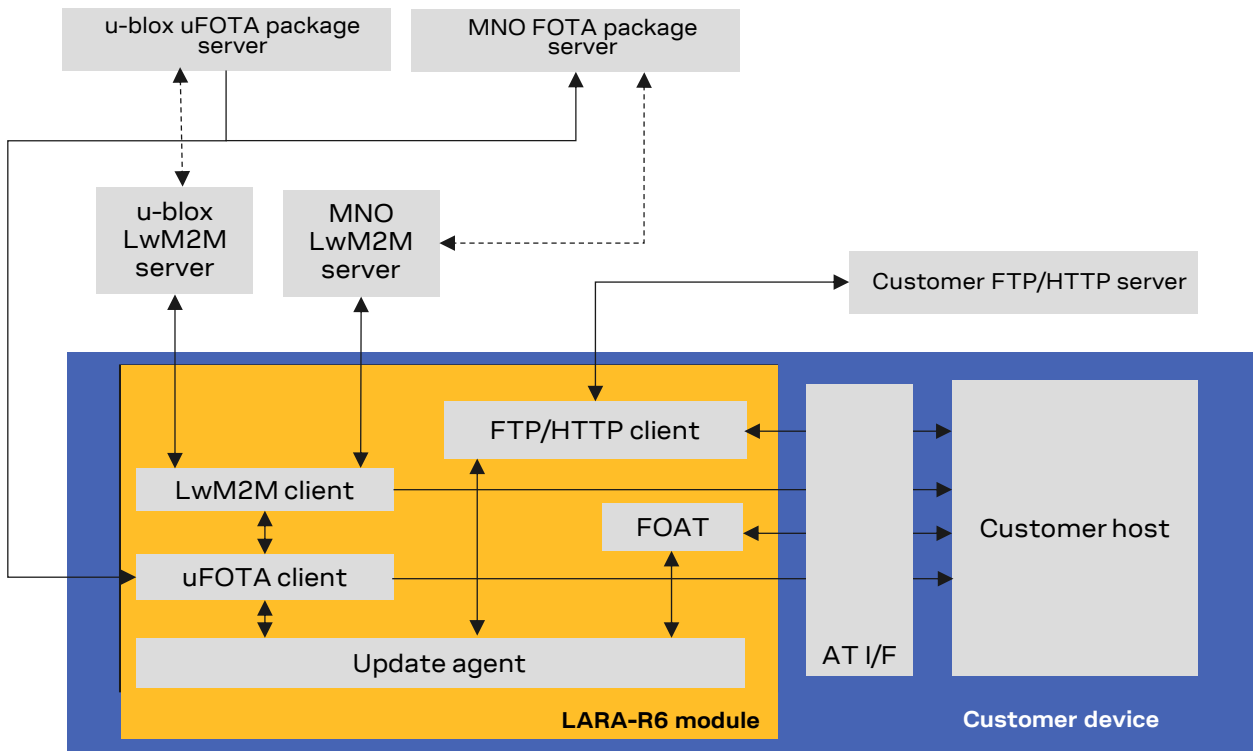 u-blox uFOTA package
server
MNO FOTA package
server
u-blox
LwM2M
server
MNO
LwM2M
server
Customer FTP/HTTP server
FTP/HTTP client
LwM2M client
FOAT
Customer host
uFOTA client
Update agent
AT I/F
LARA-R6 module
Customer device